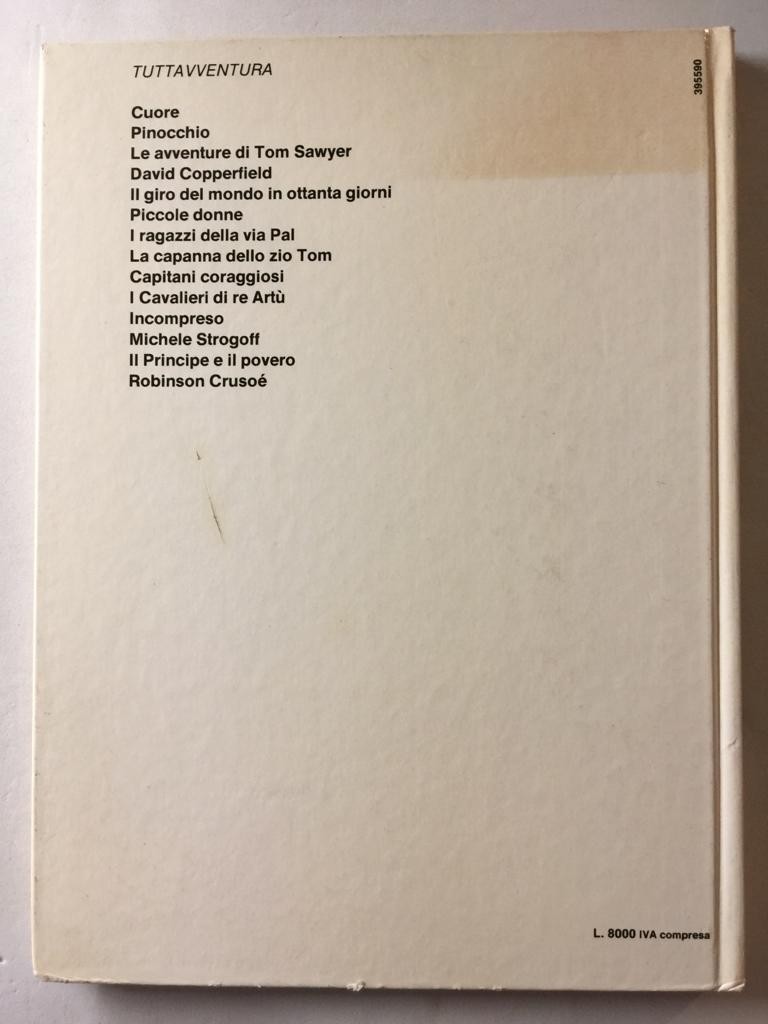 TUTTAVVENTURA
395590
Cuore
Pinocchio
Le avventure di Tom Sawyer
David Copperfield
Il giro del mondo in ottanta giorni
Piccole donne
I ragazzi della via Pal
La capanna dello zio Tom
Capitani coraggiosi
I Cavalieri di re Artù
Incompreso
Michele Strogoff
Il Principe e il povero
Robinson Crusoé
L. 8000 IVA compresa